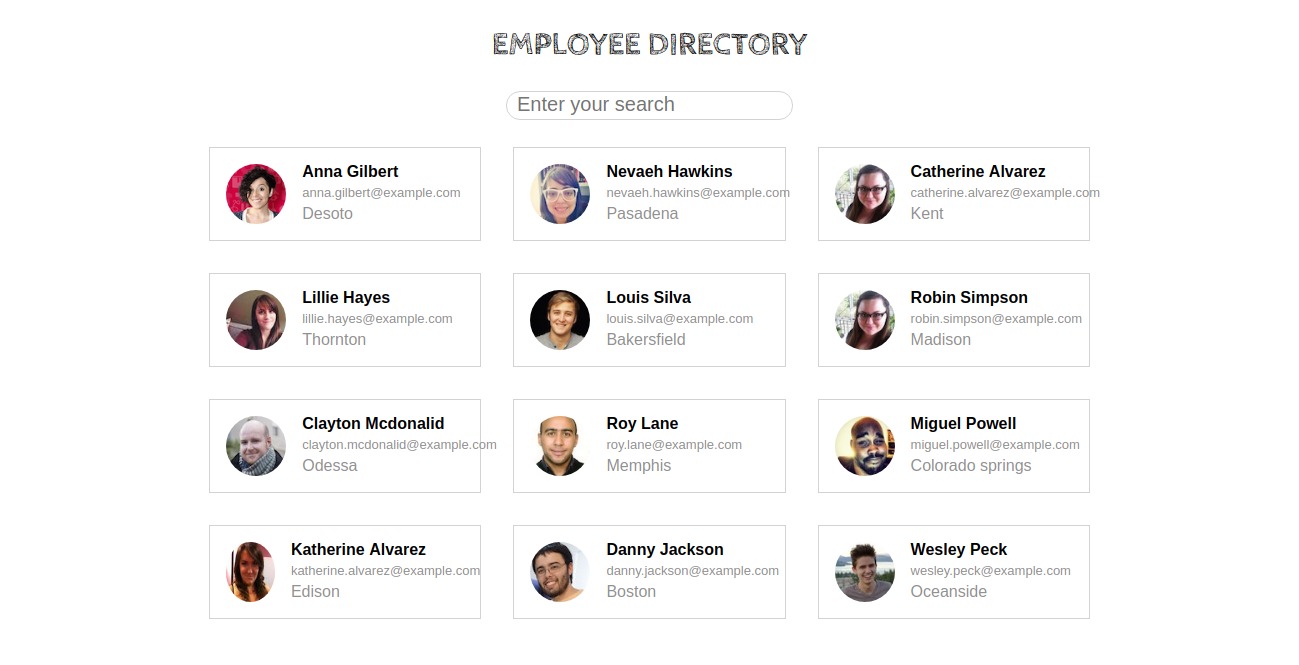 EMPLOYEE DIRECTORY
Enter your search
Anna Gilbert
anna.gilbert@example.com
Desoto
Nevaeh Hawkins
nevaeh.hawkins@example.com
Pasadena
Catherine Alvarez
catherine.alvarez@example.com
Kent
Lillie Hayes
lillie.hayes@example.com
Thornton
Louis Silva
louis.silva@example.com
Bakersfield
Robin Simpson
robin.simpson@example.com
Madison
Clayton Mcdonalid
clayton.mcdonalid@example.com
Odessa
Roy Lane
roy.lane@example.com
Memphis
Miguel Powell
miguel.powell@example.com
Colorado springs
Katherine Alvarez
katherine.alvarez@example.com
Edison
Danny Jackson
danny.jackson@example.com
Boston
Wesley Peck
wesley.peck@example.com
Oceanside